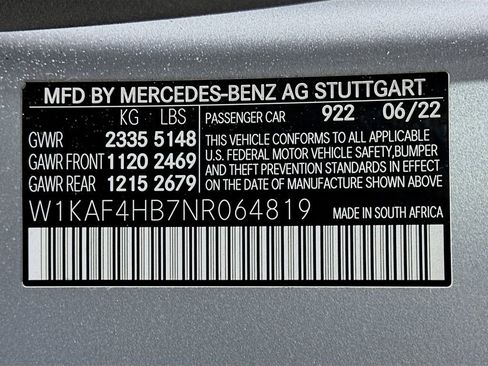 MFD BY MERCEDES-BENZ AG STUTTGART
KG LBS PASSENGER CAR 922 06/22
GWWR 2335 5148
GAWR FRONT 1120 2469
GAWR REAR 1215 2679
THIS VEHICLE CONFORMS TO ALL APPLICABLE
U.S. FEDERAL MOTOR VEHICLE SAFETY,BUMPER
AND THEFT PREVENTION STANDARDS IN EFFECT
ON THE DATE OF MANUFACTURE SHOWN ABOVE.
W1KAF4HB7NR064819 MADE IN SOUTH AFRICA